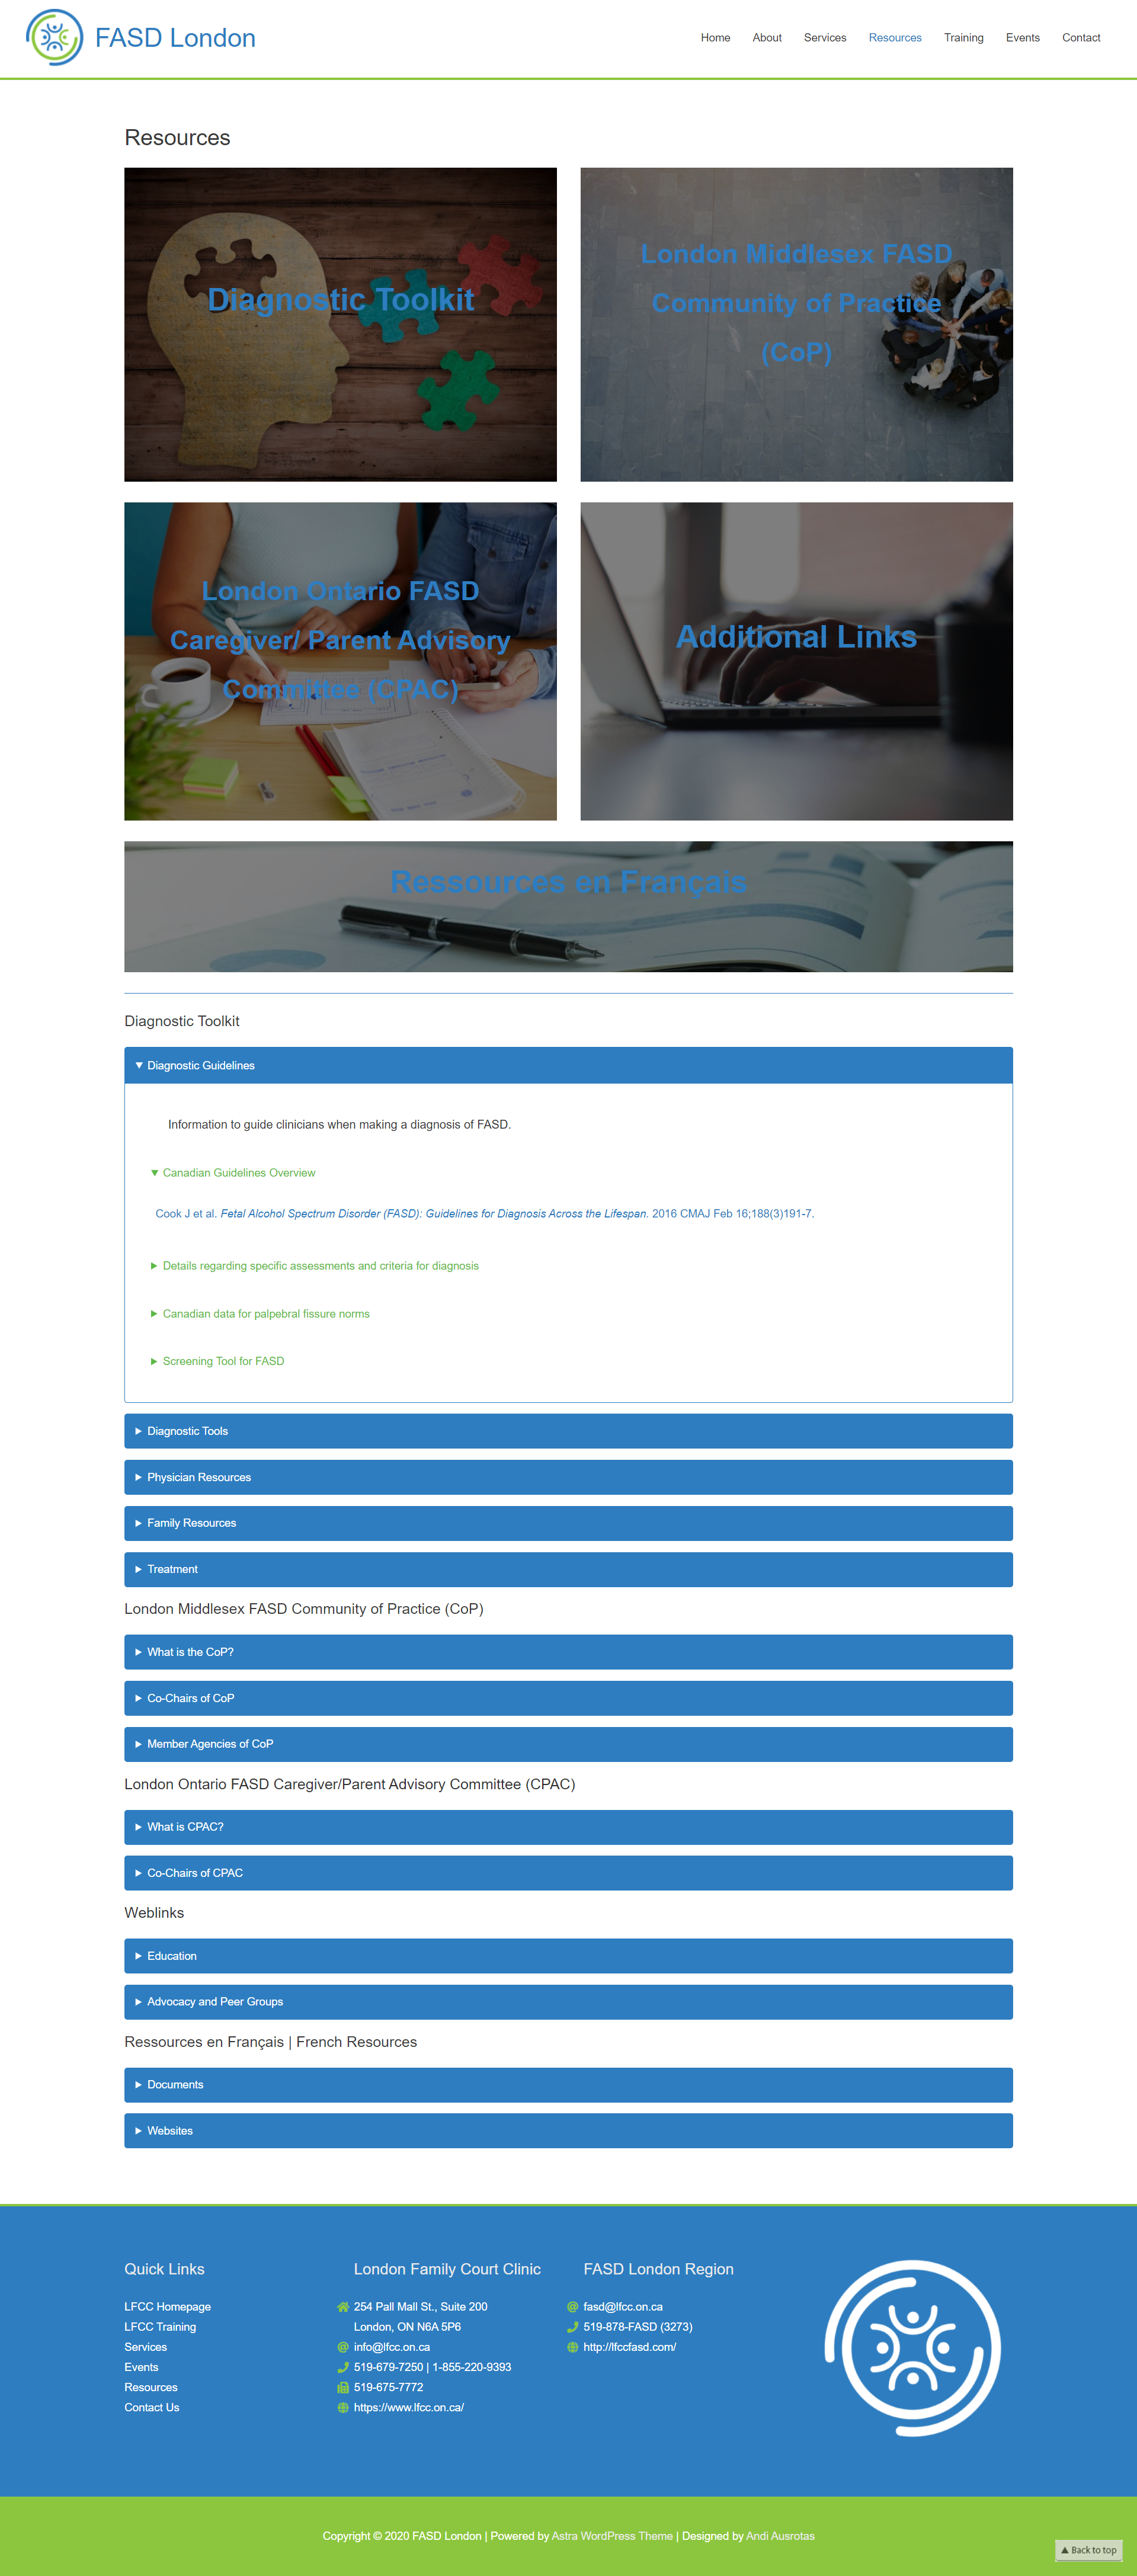 FASD London
Home About Services Resources Training Events Contact
Resources
Diagnostic Toolkit
London Middlesex FASD
Community of Practice
(CoP)
London Ontario FASD
Caregiver/ Parent Advisory
Committee (CPAC)
Additional Links
Ressources en Français
Diagnostic Toolkit
Diagnostic Guidelines
Information to guide clinicians when making a diagnosis of FASD.
Canadian Guidelines Overview
Cook J et al. Fetal Alcohol Spectrum Disorder (FASD): Guidelines for Diagnosis Across the Lifespan. 2016 CMAJ Feb 16;188(3)191-7.
Details regarding specific assessments and criteria for diagnosis
Canadian data for palpebral fissure norms
Screening Tool for FASD
Diagnostic Tools
Physician Resources
Family Resources
Treatment
London Middlesex FASD Community of Practice (CoP)
What is the CoP?
Co-Chairs of CoP
Member Agencies of CoP
London Ontario FASD Caregiver/Parent Advisory Committee (CPAC)
What is CPAC?
Co-Chairs of CPAC
Weblinks
Education
Advocacy and Peer Groups
Ressources en Français | French Resources
Documents
Websites
Quick Links
LFCC Homepage
LFCC Training
Services
Events
Resources
Contact Us
London Family Court Clinic
254 Pall Mall St., Suite 200
London, ON N6A 5P6
info@lfcc.on.ca
519-679-7250 | 1-855-220-9393
519-675-7772
https://www.lfcc.on.ca/
FASD London Region
fasd@lfcc.on.ca
519-878-FASD (3273)
http://lfccfasd.com/
Copyright © 2020 FASD London | Powered by Astra WordPress Theme | Designed by Andi Ausrotas
Back to top